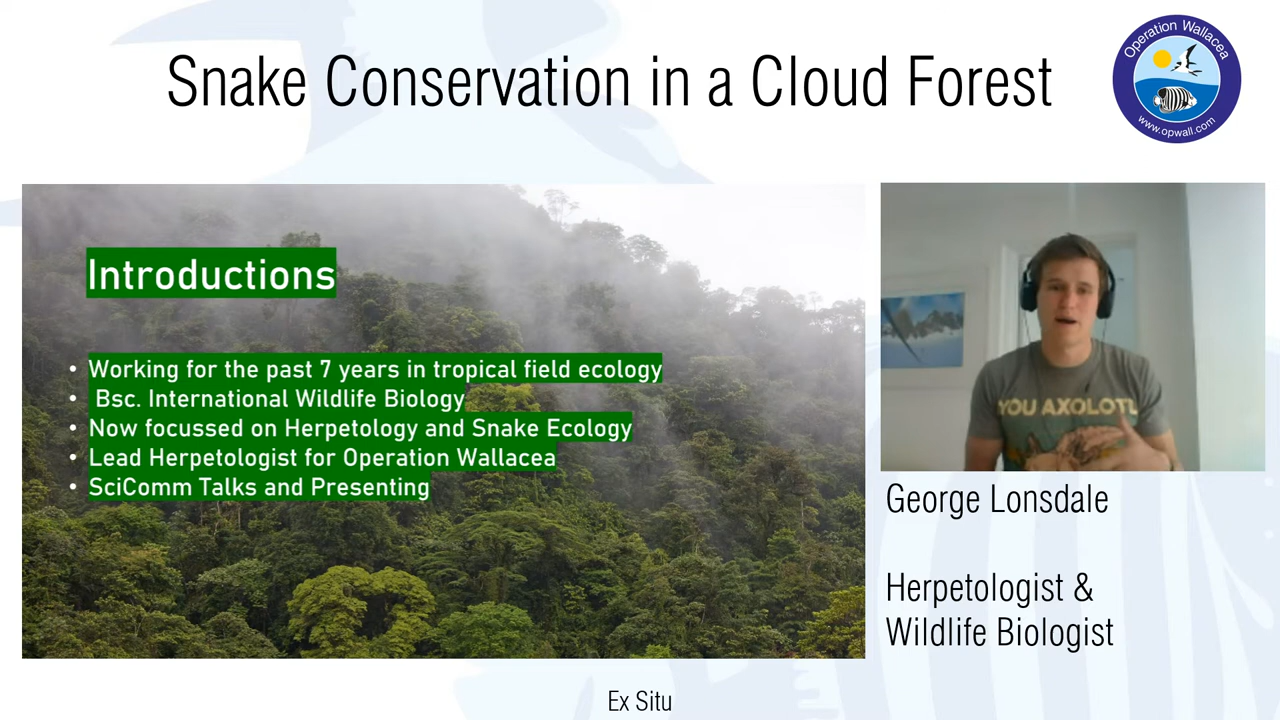 Snake Conservation in a Cloud Forest
Operation Wallacea
www.opwall.com
Introductions
• Working for the past 7 years in tropical field ecology
• Bsc. International Wildlife Biology
• Now focussed on Herpetology and Snake Ecology
• Lead Herpetologist for Operation Wallacea
• SciComm Talks and Presenting
YOU AXOLOTL
George Lonsdale
Herpetologist &
Wildlife Biologist
Ex Situ